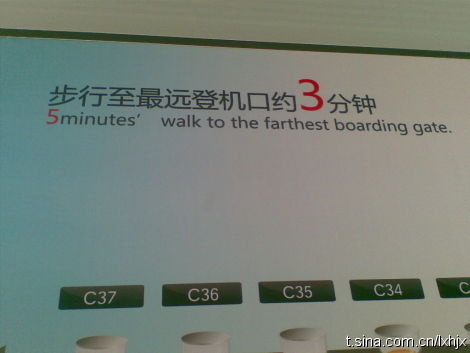 步行至最远登机口约3分钟
5minutes' walk to the farthest boarding gate.
C37 C36 C35 C34
t.sina.com.cn/lxhjx